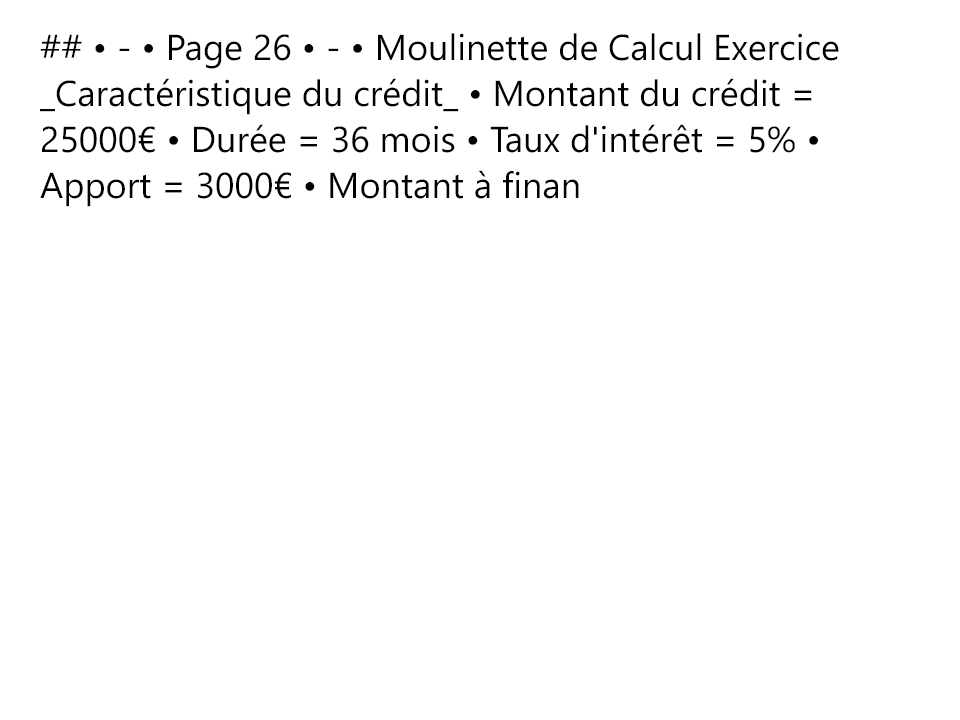 ## • - • Page 26 • - • Moulinette de Calcul Exercice
_Caractéristique du crédit_ • Montant du crédit =
25000€ • Durée = 36 mois • Taux d'intérêt = 5% •
Apport = 3000€ • Montant à finan